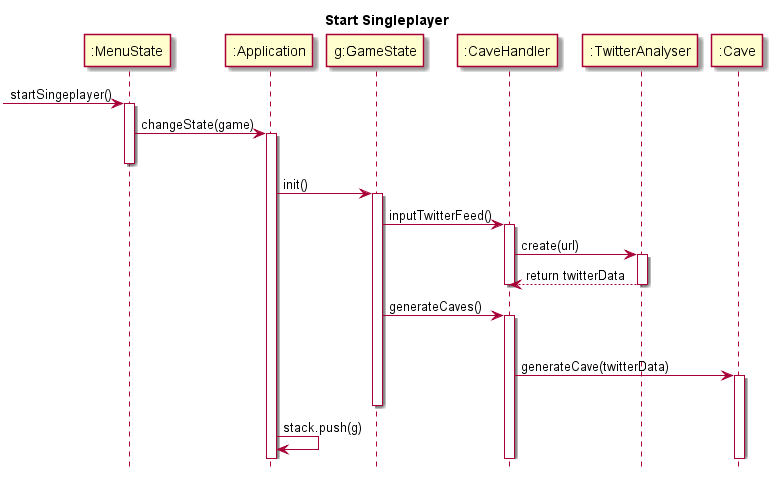 Start Singleplayer
:MenuState
:Application
g:GameState
:CaveHandler
:TwitterAnalyser
:Cave
startSingeplayer()
changeState(game)
init()
inputTwitterFeed()
create(url)
return twitterData
generateCaves()
generateCave(twitterData)
stack.push(g)